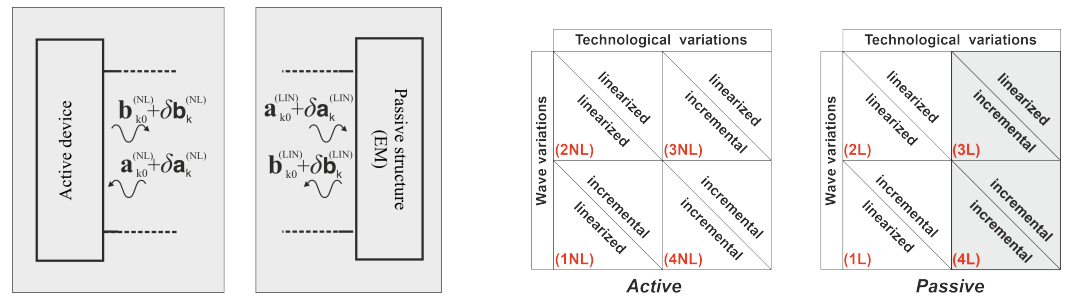 Active device
b_k0^(NL)+δb_k^(NL)
a_k0^(NL)+δa_k^(NL)
a_k0^(LIN)+δa_k^(LIN)
b_k0^(LIN)+δb_k^(LIN)
Passive structure
(EM)
Technological variations
Wave variations
linearized
linearized
(2NL)
linearized
incremental
(3NL)
incremental
linearized
(1NL)
incremental
incremental
(4NL)
Active
Technological variations
Wave variations
linearized
linearized
(2L)
linearized
incremental
(3L)
incremental
linearized
(1L)
incremental
incremental
(4L)
Passive